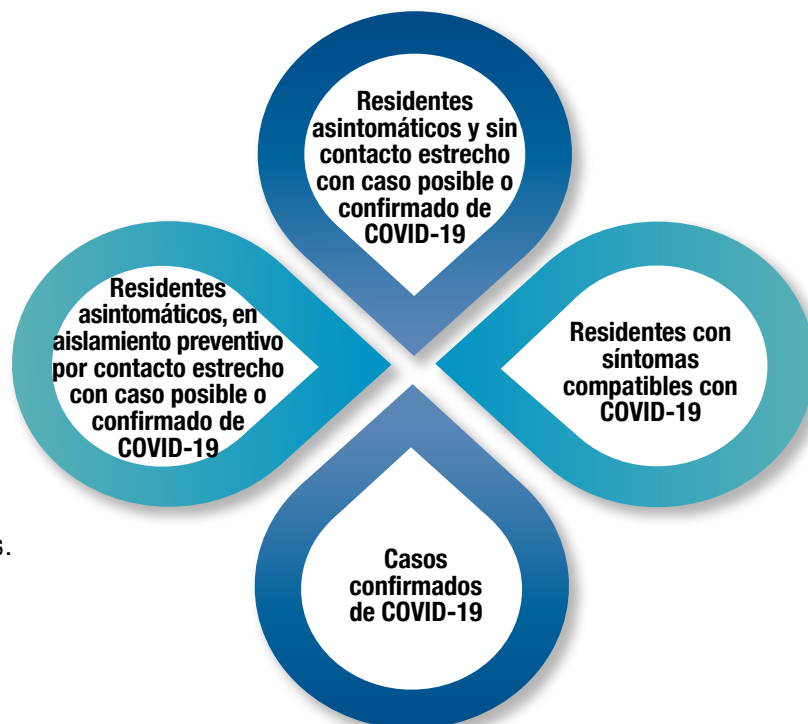 Residentes
asintomáticos y sin
contacto estrecho
con caso posible o
confirmado de
COVID-19
Residentes
asintomáticos, en
aislamiento preventivo
por contacto estrecho
con caso posible o
confirmado de
COVID-19
Residentes con
síntomas
compatibles con
COVID-19
s.
Casos
confirmados
de COVID-19